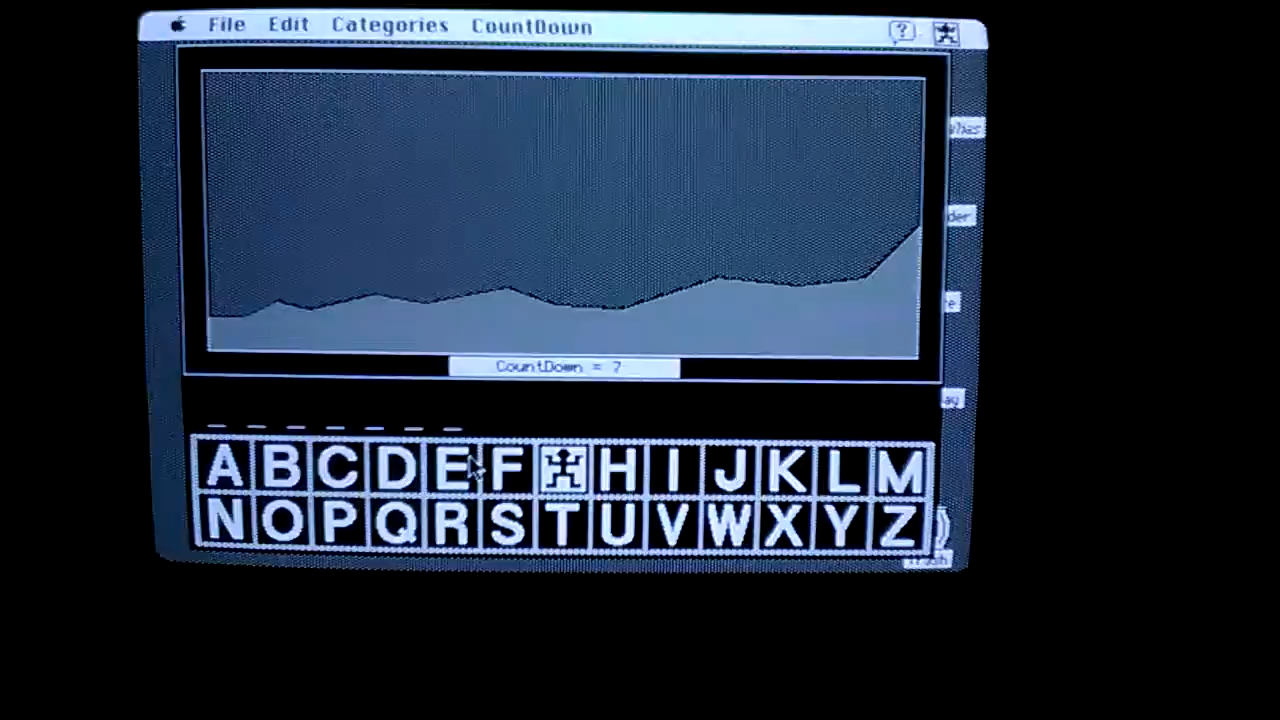 File Edit Categories CountDown
CountDown = 7
A B C D E F H I J K L M
N O P Q R S T U V W X Y Z